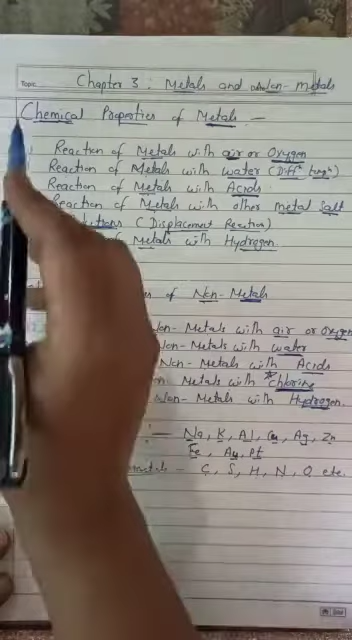 Topic Chapter 3 : Metals and Non-metals
Chemical Properties of Metals -
Reaction of Metals with air or Oxygen
Reaction of Metals with water (Diff temp)
Reaction of Metals with Acids
Reaction of Metals with other metal salt
(Displacement Reaction)
of Metals with Hydrogen
of Non-Metals
Non-Metals with air or Oxygen
Non-Metals with water
Non-Metals with Acids
Metals with chlorine
Non-Metals with Hydrogen.
- Na, K, Al, Cu, Ag, Zn
Fe, Au, Pt
- C, S, H, N, O etc.